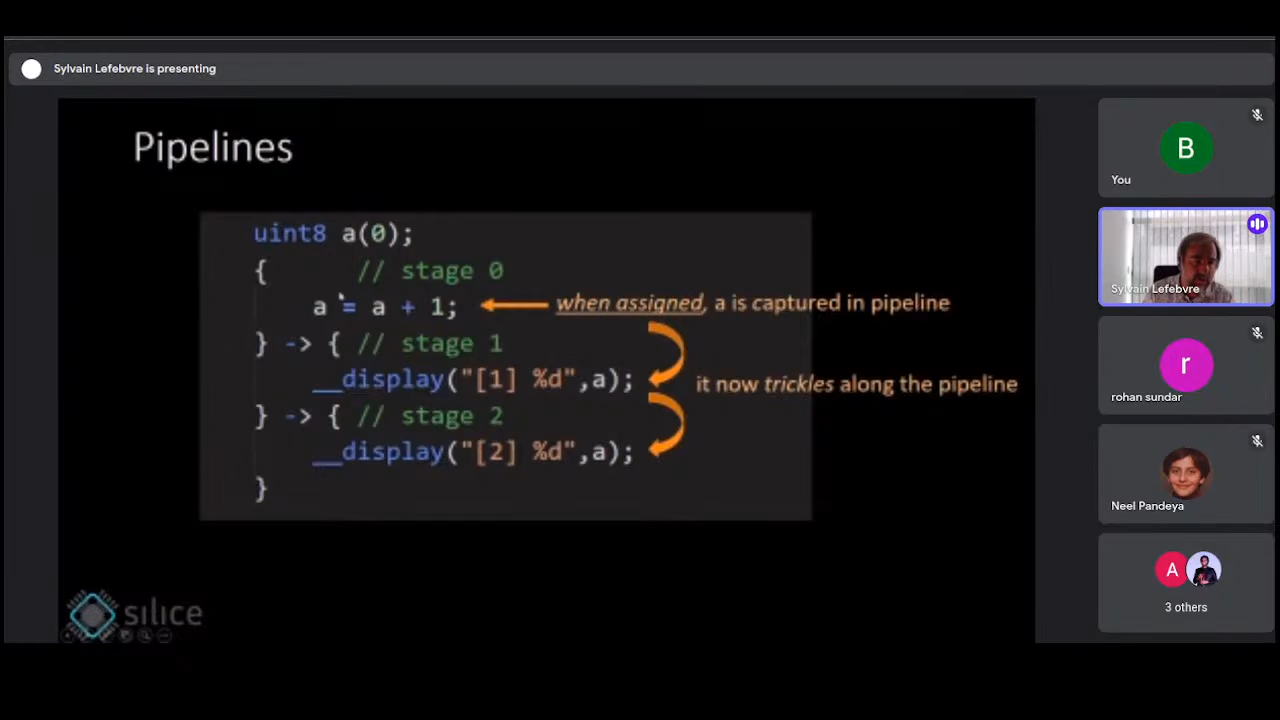 Sylvain Lefebvre is presenting
Pipelines
uint8 a(0);
{ // stage 0
a = a + 1;
when assigned, a is captured in pipeline
} -> { // stage 1
__display("[1] %d",a);
it now trickles along the pipeline
} -> { // stage 2
__display("[2] %d",a);
}
silice
B
You
Sylvain Lefebvre
r
rohan sundar
Neel Pandeya
A
3 others